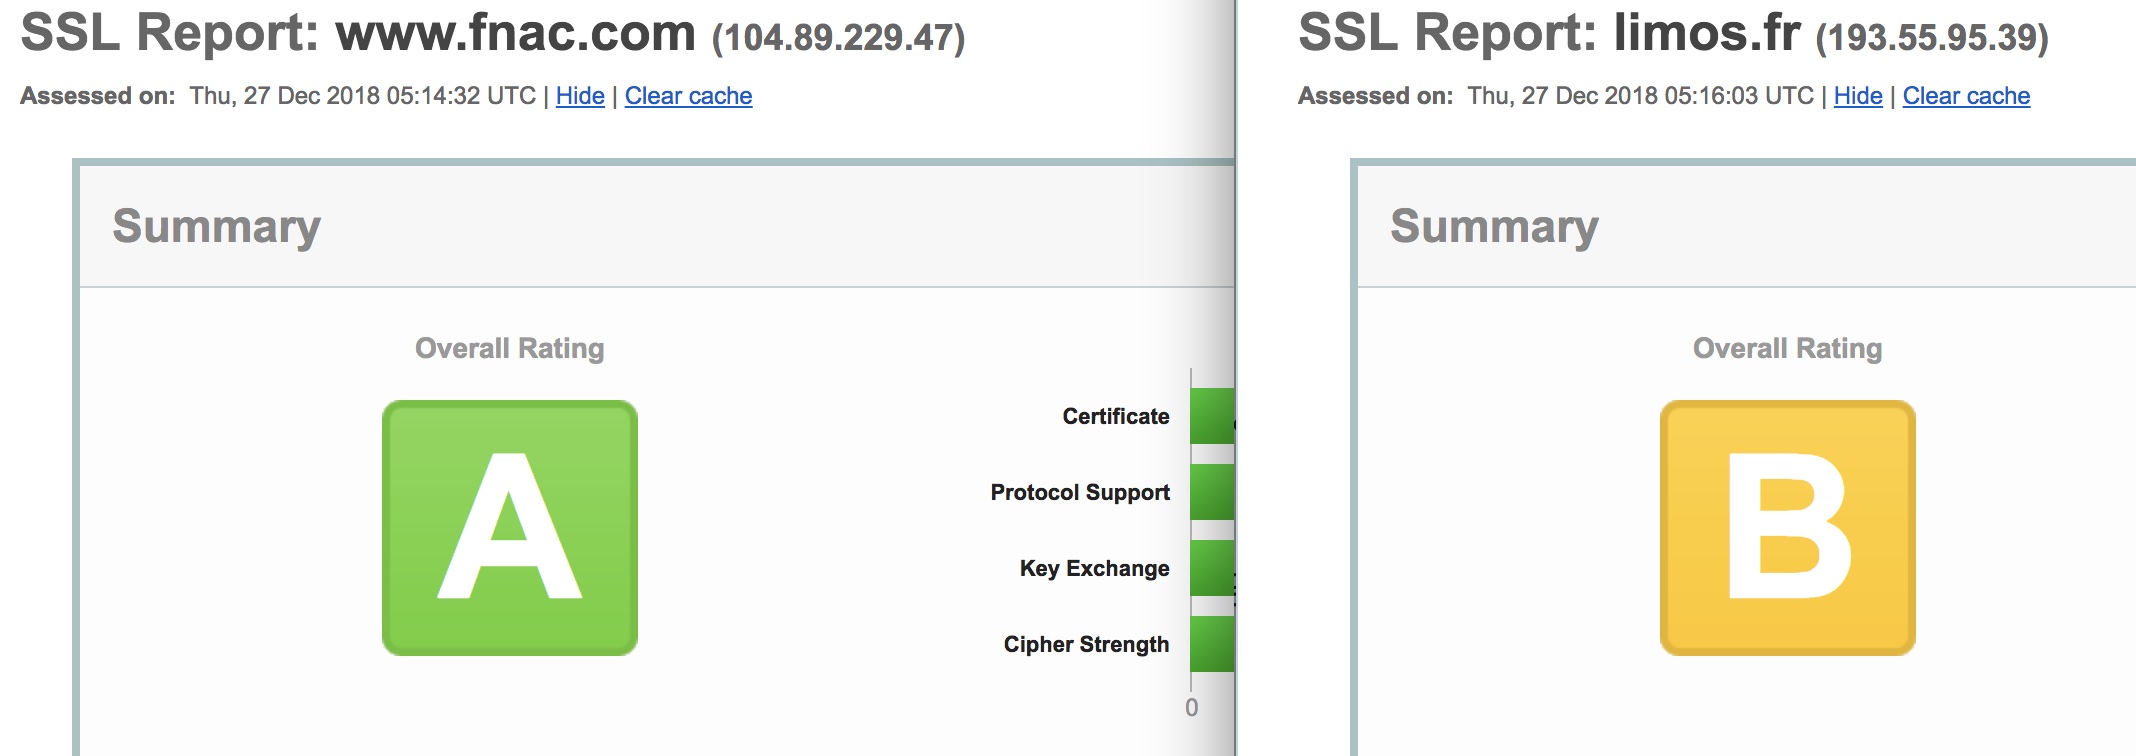 SSL Report: www.fnac.com (104.89.229.47)
Assessed on: Thu, 27 Dec 2018 05:14:32 UTC | Hide | Clear cache
Summary
Overall Rating
A
Certificate
Protocol Support
Key Exchange
Cipher Strength
0
SSL Report: limos.fr (193.55.95.39)
Assessed on: Thu, 27 Dec 2018 05:16:03 UTC | Hide | Clear cache
Summary
Overall Rating
B